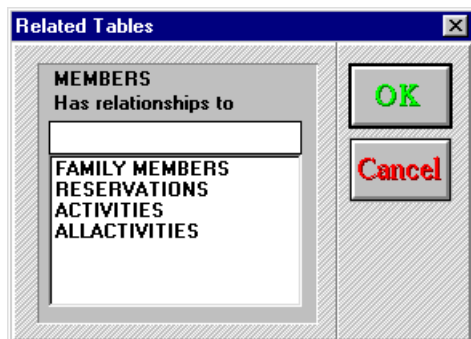 Related Tables
MEMBERS
Has relationships to
FAMILY MEMBERS
RESERVATIONS
ACTIVITIES
ALLACTIVITIES
OK
Cancel